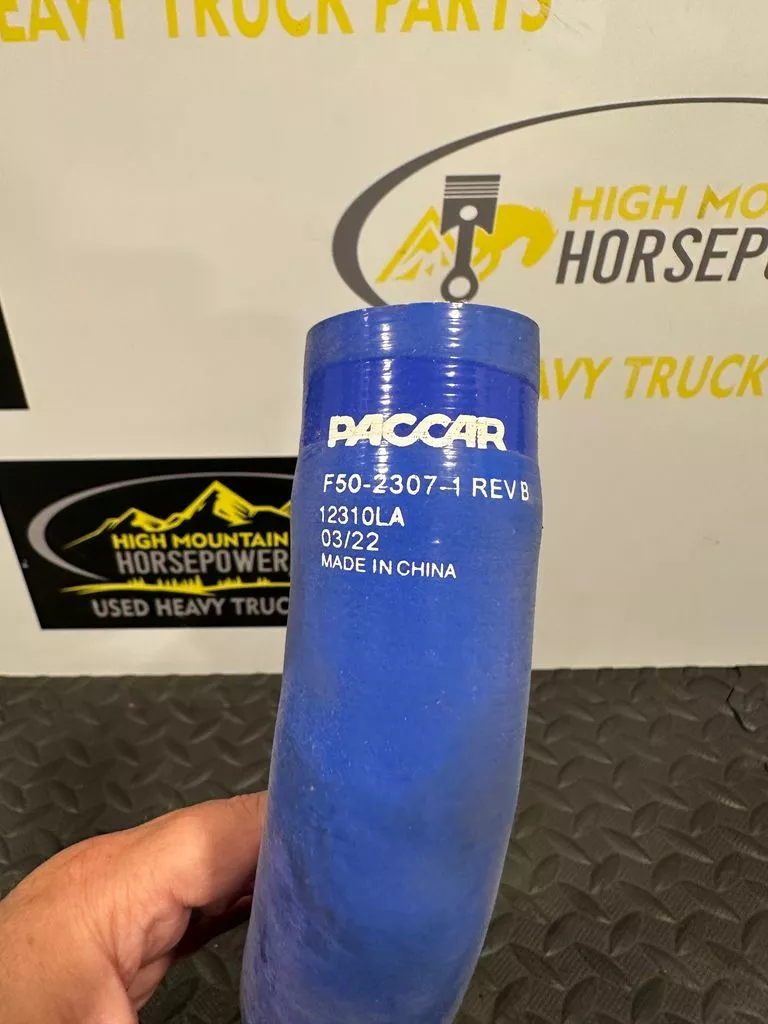 EAVY TRUCK PARTS
HIGH MO
HORSEP
AVY TRUCK
PACCAR
F50-2307-1 REV B
12310LA
03/22
MADE IN CHINA
HIGH MOUNTAIN
HORSEPOWER
USED HEAVY TRUC